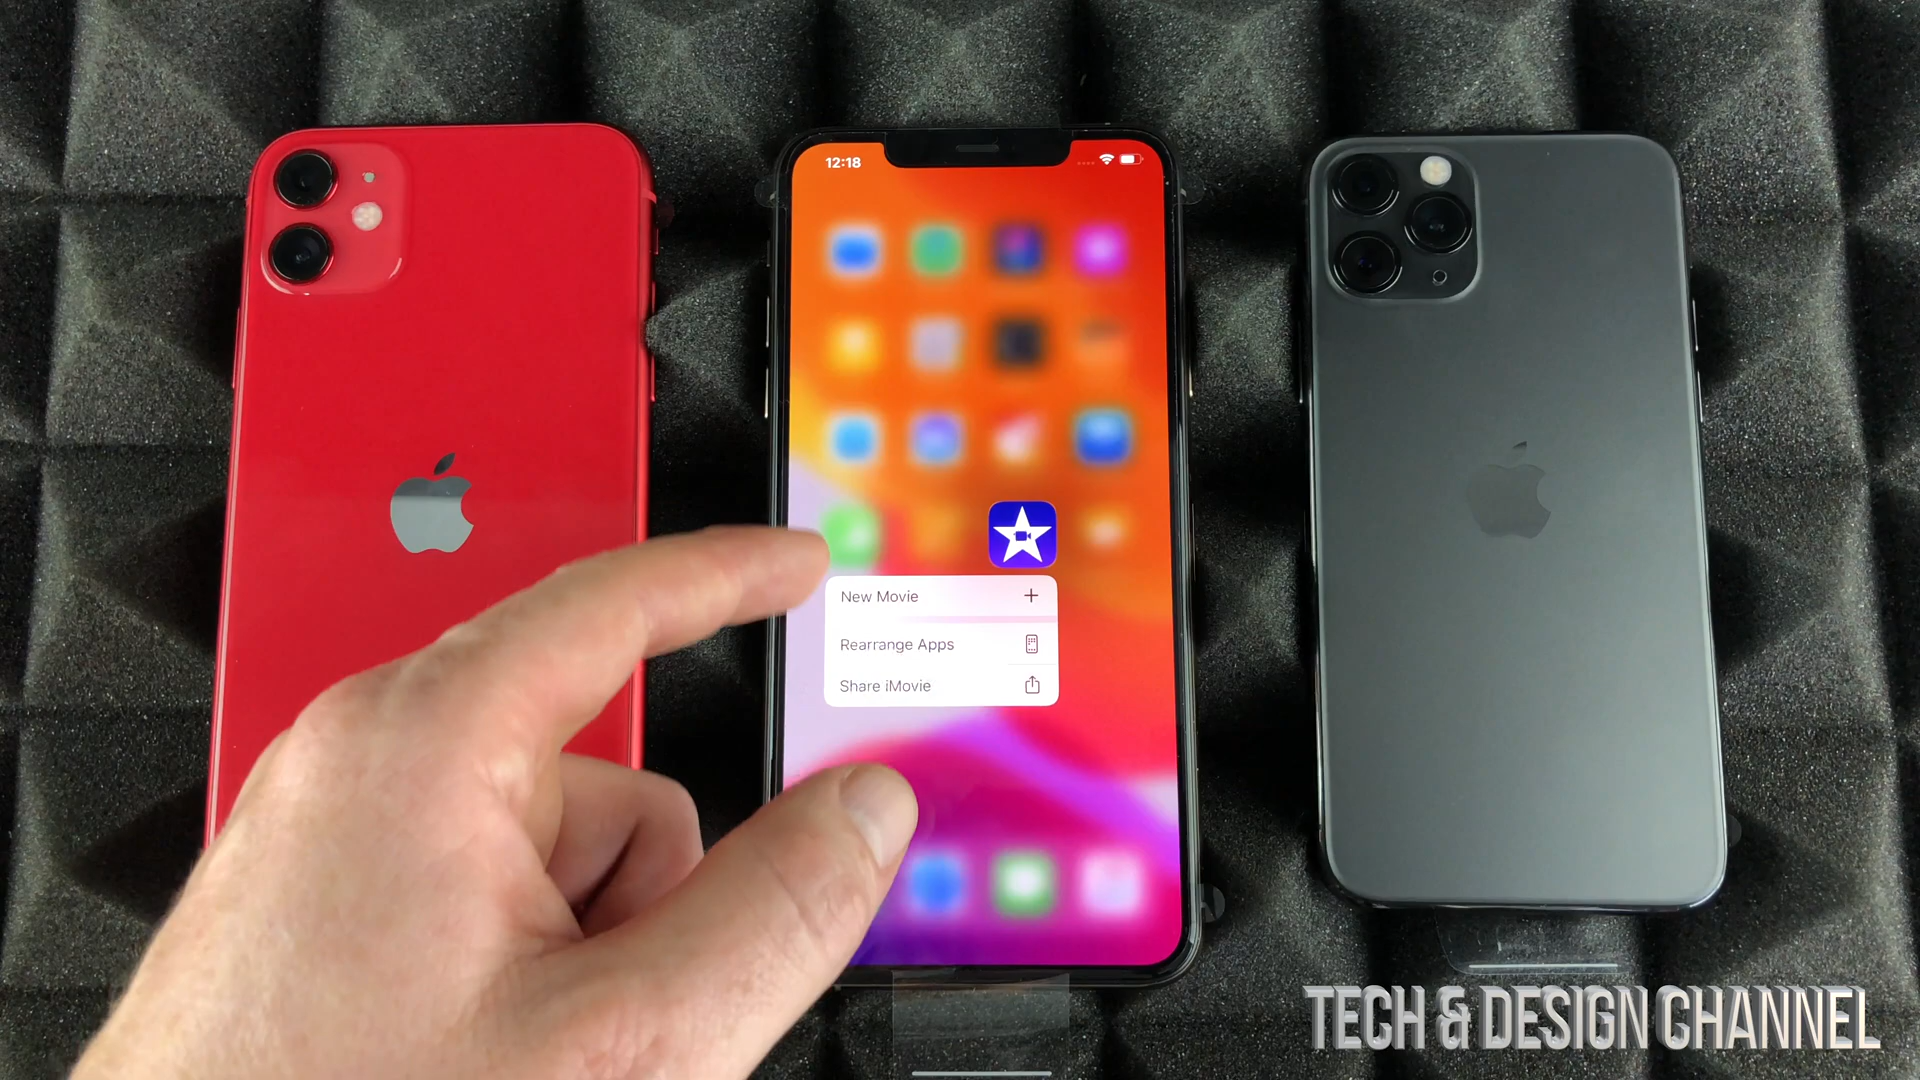 12:18
New Movie
Rearrange Apps
Share iMovie
TECH & DESIGN CHANNEL